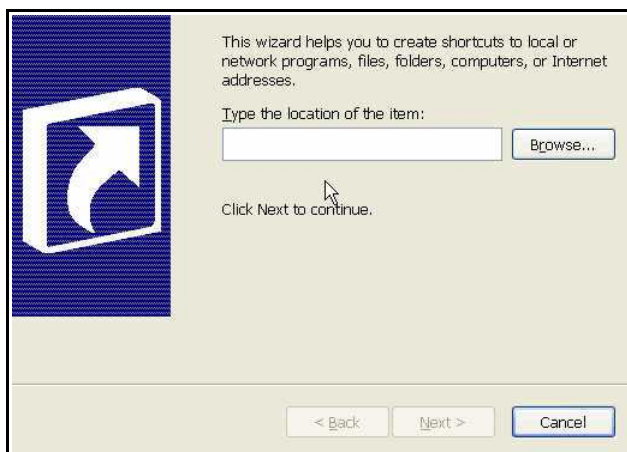 This wizard helps you to create shortcuts to local or
network programs, files, folders, computers, or Internet
addresses.
Type the location of the item:
Browse...
Click Next to continue.
< Back
Next >
Cancel